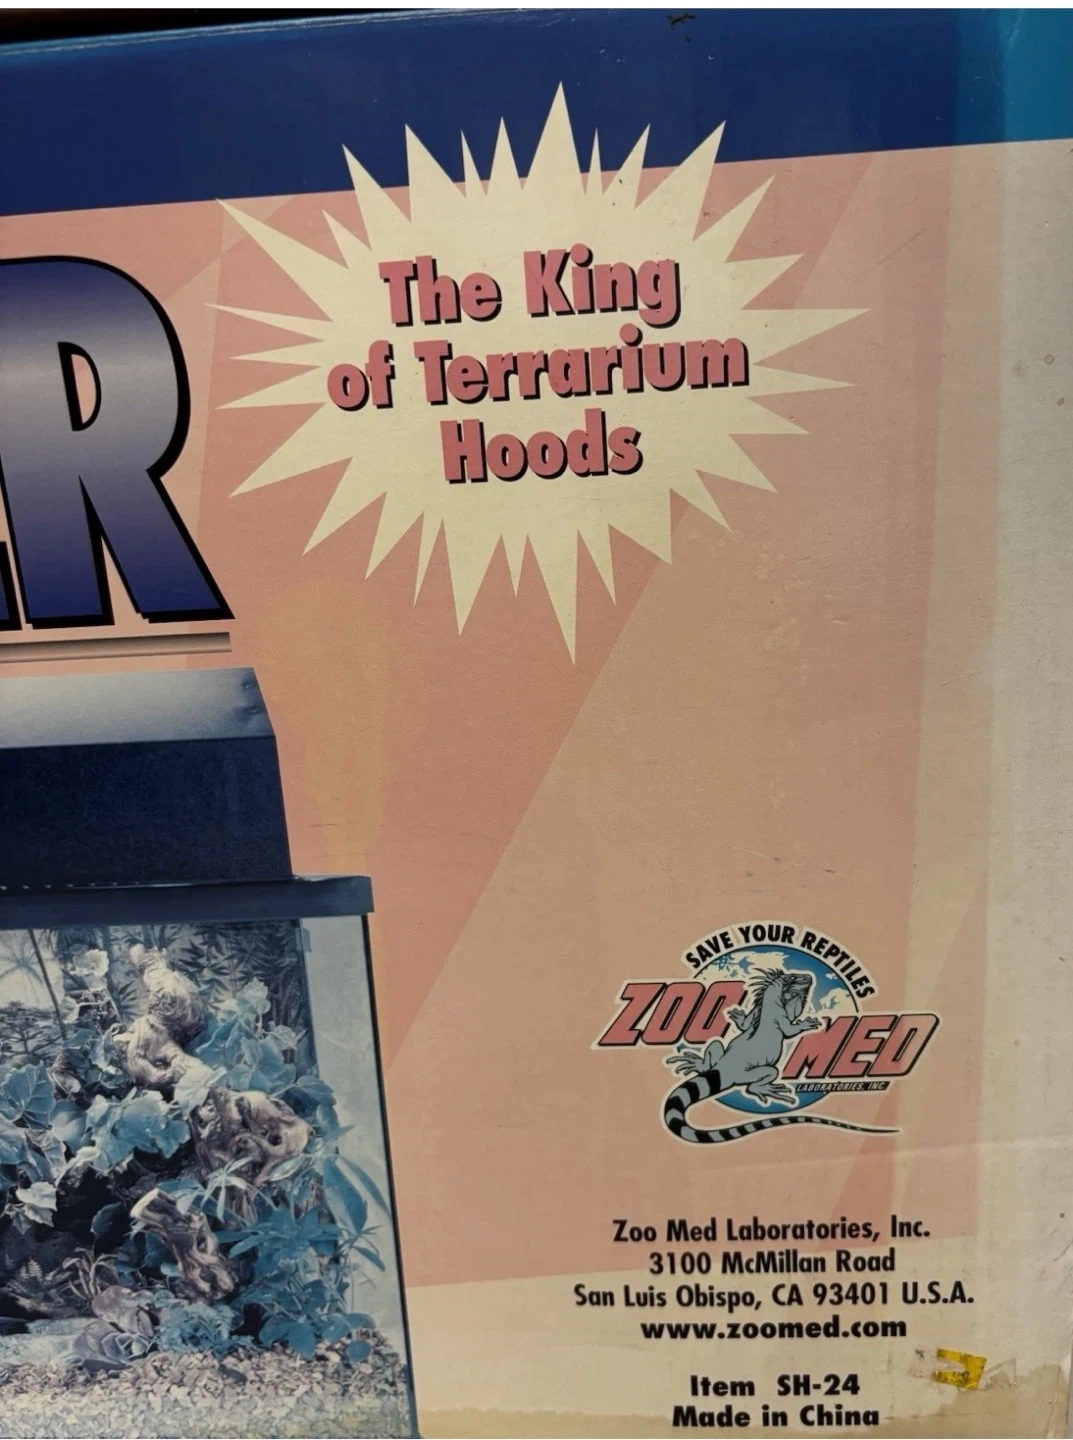 The King
of Terrarium
Hoods
ER
SAVE YOUR REPTILES
ZOO MED
LABORATORIES, INC.
Zoo Med Laboratories, Inc.
3100 McMillan Road
San Luis Obispo, CA 93401 U.S.A.
www.zoomed.com
Item SH-24
Made in China